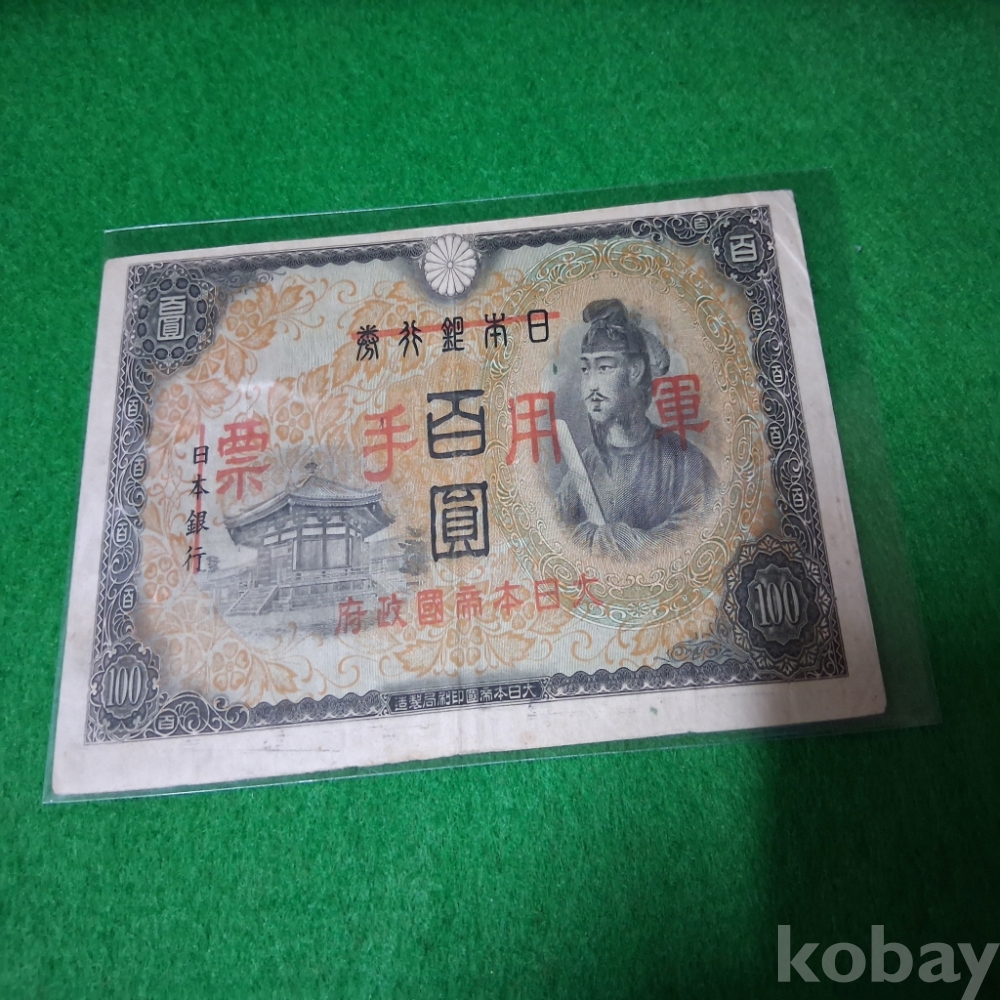 百圓
百
日本銀行券
百圓
軍用手票
日本銀行
大日本帝國政府
100
100
大日本帝國印刷局製造
kobay